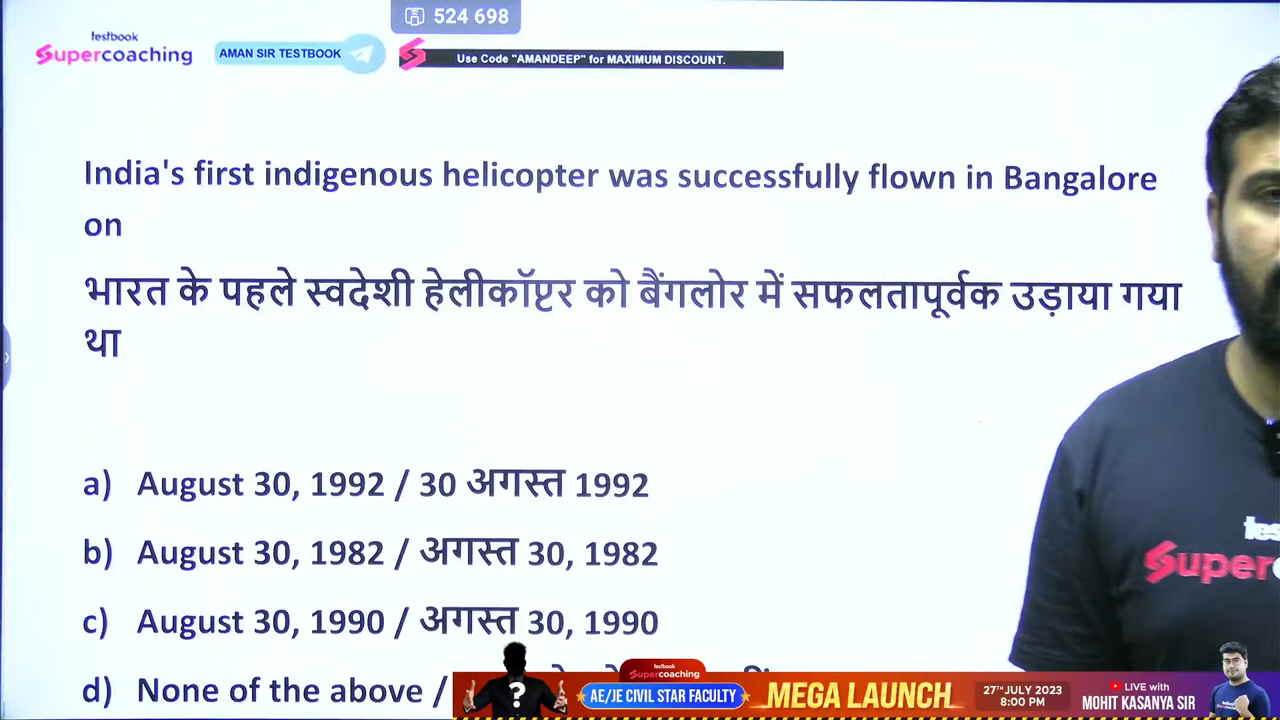 524 698
testbook
Supercoaching
AMAN SIR TESTBOOK
Use Code "AMANDEEP" for MAXIMUM DISCOUNT.
India's first indigenous helicopter was successfully flown in Bangalore
on
भारत के पहले स्वदेशी हेलीकॉप्टर को बैंगलोर में सफलतापूर्वक उड़ाया गया
था
a) August 30, 1992 / 30 अगस्त 1992
b) August 30, 1982 / अगस्त 30, 1982
c) August 30, 1990 / अगस्त 30, 1990
d) None of the above /
Super
testbook
Supercoaching
?
AE/JE CIVIL STAR FACULTY
MEGA LAUNCH
27TH JULY 2023
8:00 PM
LIVE with
MOHIT KASANYA SIR